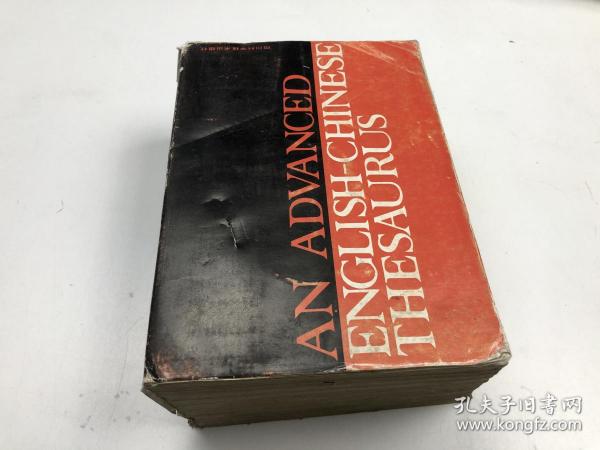 AN ADVANCED
ENGLISH-CHINESE
THESAURUS
孔夫子旧书网
www.kongfz.com